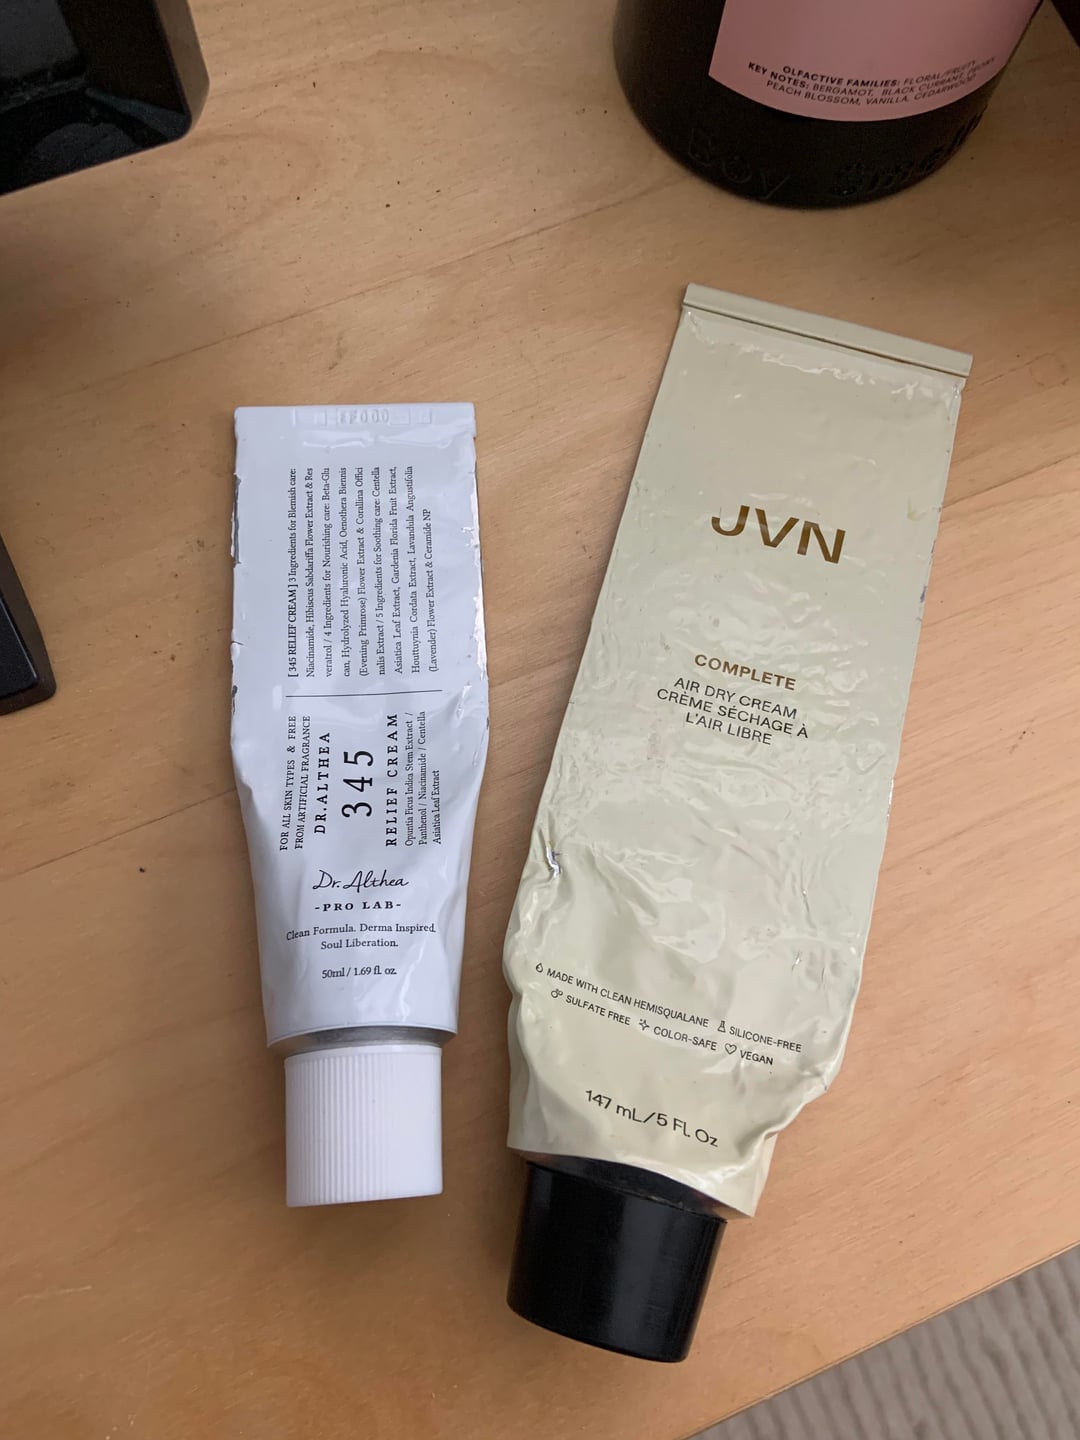 OLFACTIVE FAMILIES: FLORAL/FRUITY
KEY NOTES: BERGAMOT, BLACK CURRANT, PEONY
PEACH BLOSSOM, VANILLA, CEDARWOOD
Boy Smells
[345 RELIEF CREAM] 3 Ingredients for Blemish care:
Niacinamide, Hibiscus Sabdariffa Flower Extract & Res
veratrol / 4 Ingredients for Nourishing care: Beta-Glu
can, Hydrolyzed Hyaluronic Acid, Oenothera Biennis
(Evening Primrose) Flower Extract & Corallina Offici
nalis Extract / 5 Ingredients for Soothing care: Centella
Asiatica Leaf Extract, Gardenia Florida Fruit Extract,
Houttuynia Cordata Extract, Lavandula Angustifolia
(Lavender) Flower Extract & Ceramide NP
FOR ALL SKIN TYPES & FREE
FROM ARTIFICIAL FRAGRANCE
DR.ALTHEA
345
RELIEF CREAM
Opuntia Ficus Indica Stem Extract /
Panthenol / Niacinamide / Centella
Asiatica Leaf Extract
Dr. Althea
-PRO LAB-
Clean Formula. Derma Inspired.
Soul Liberation.
50ml / 1.69 fl. oz.
JVN
COMPLETE
AIR DRY CREAM
CRÈME SÉCHAGE À
L'AIR LIBRE
MADE WITH CLEAN HEMISQUALANE SILICONE-FREE
SULFATE FREE COLOR-SAFE VEGAN
147 mL/5 Fl. Oz